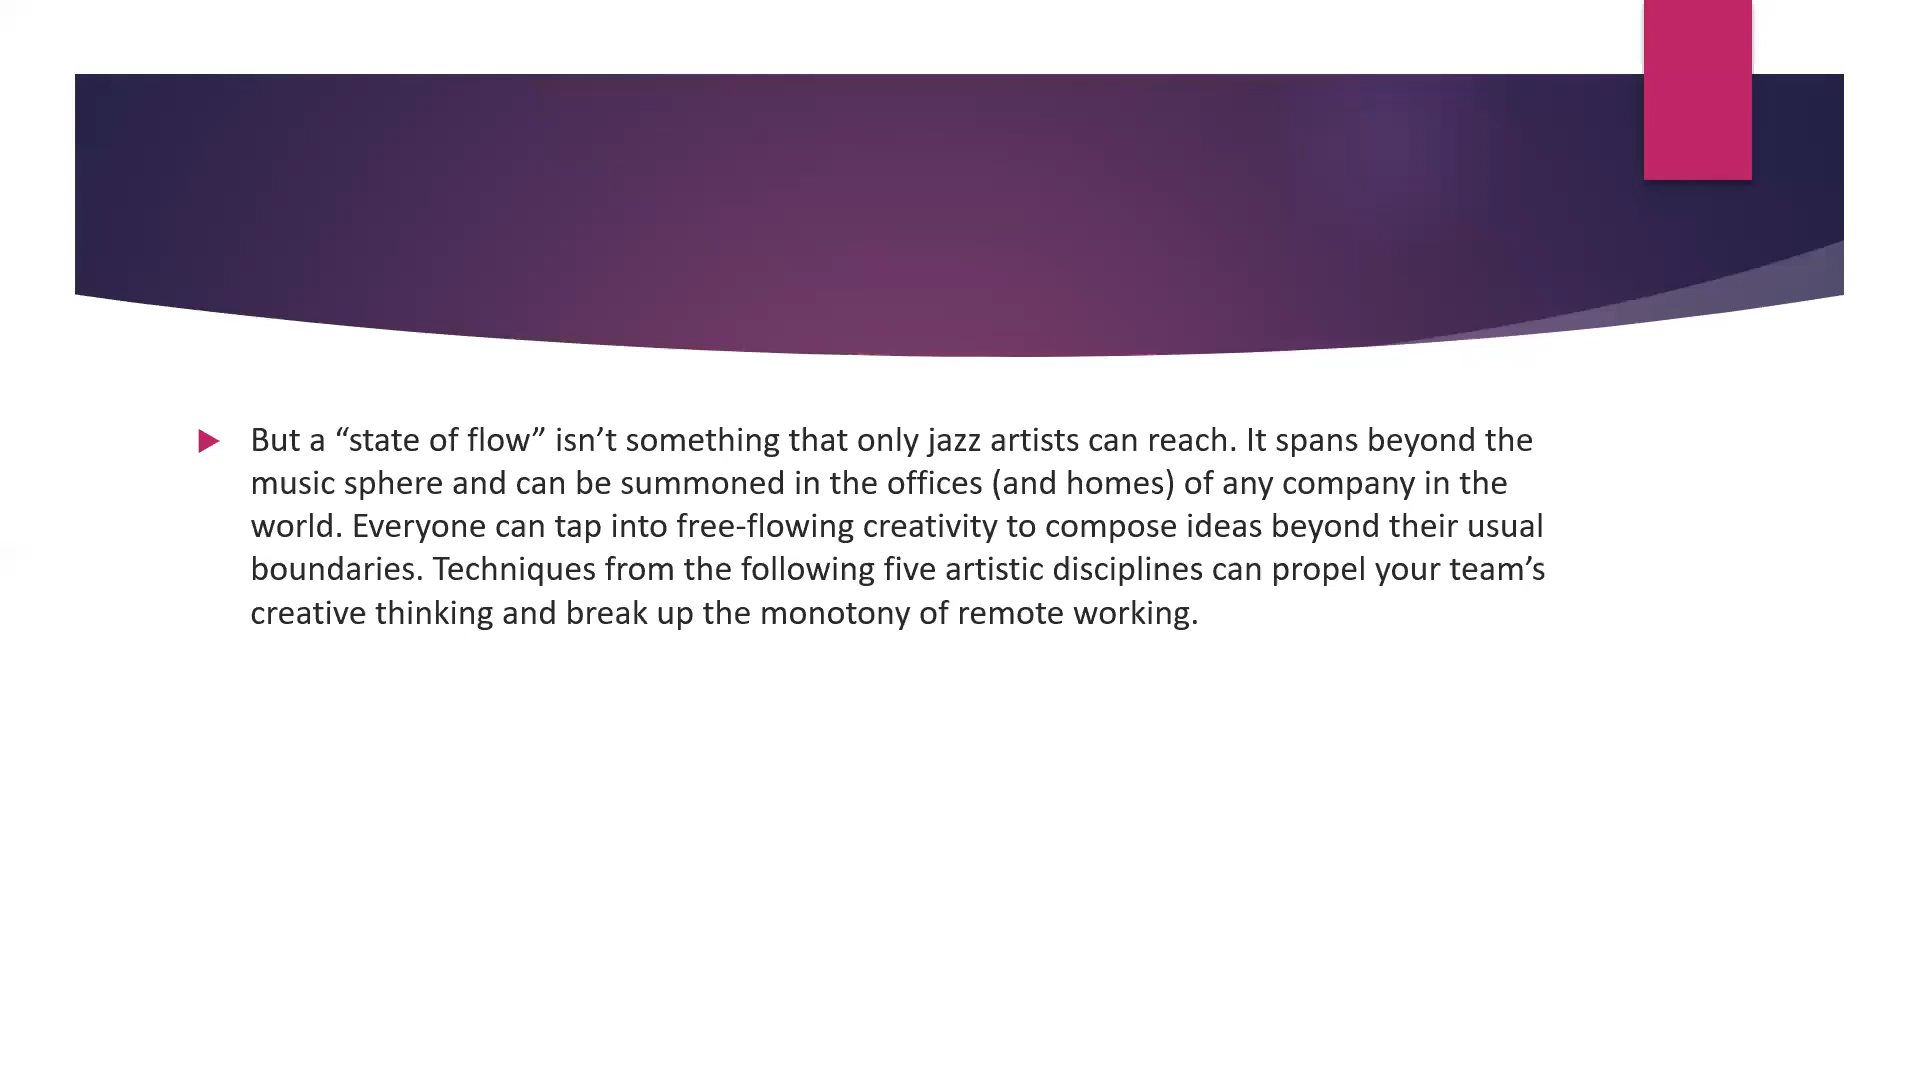 But a “state of flow” isn’t something that only jazz artists can reach. It spans beyond the
music sphere and can be summoned in the offices (and homes) of any company in the
world. Everyone can tap into free-flowing creativity to compose ideas beyond their usual
boundaries. Techniques from the following five artistic disciplines can propel your team’s
creative thinking and break up the monotony of remote working.